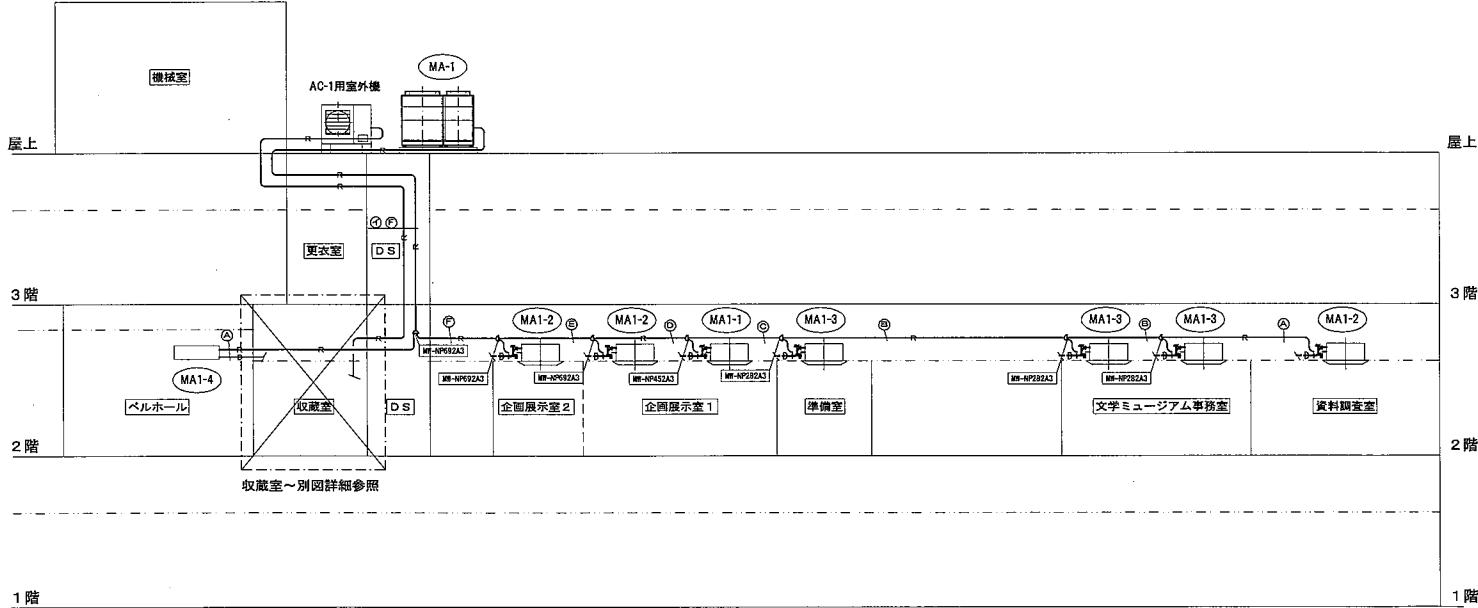 機械室
AC-1用室外機
MA-1
R
R
屋上
屋上
R
R
イ F
R
R
更衣室
DS
3階
3階
A
R
R
F
R
MA1-2
E
MA1-2
R
D
MA1-1
C
MA1-3
B
MA1-3
B
MA1-3
R
A
MA1-2
MW-NP692A3
MW-NP692A3
MW-NP692A3
MW-NP452A3
MW-NP282A3
MW-NP282A3
MW-NP282A3
MA1-4
ベルホール
収蔵室
DS
企画展示室2
企画展示室1
準備室
文学ミュージアム事務室
資料調査室
2階
2階
収蔵室~別図詳細参照
1階
1階